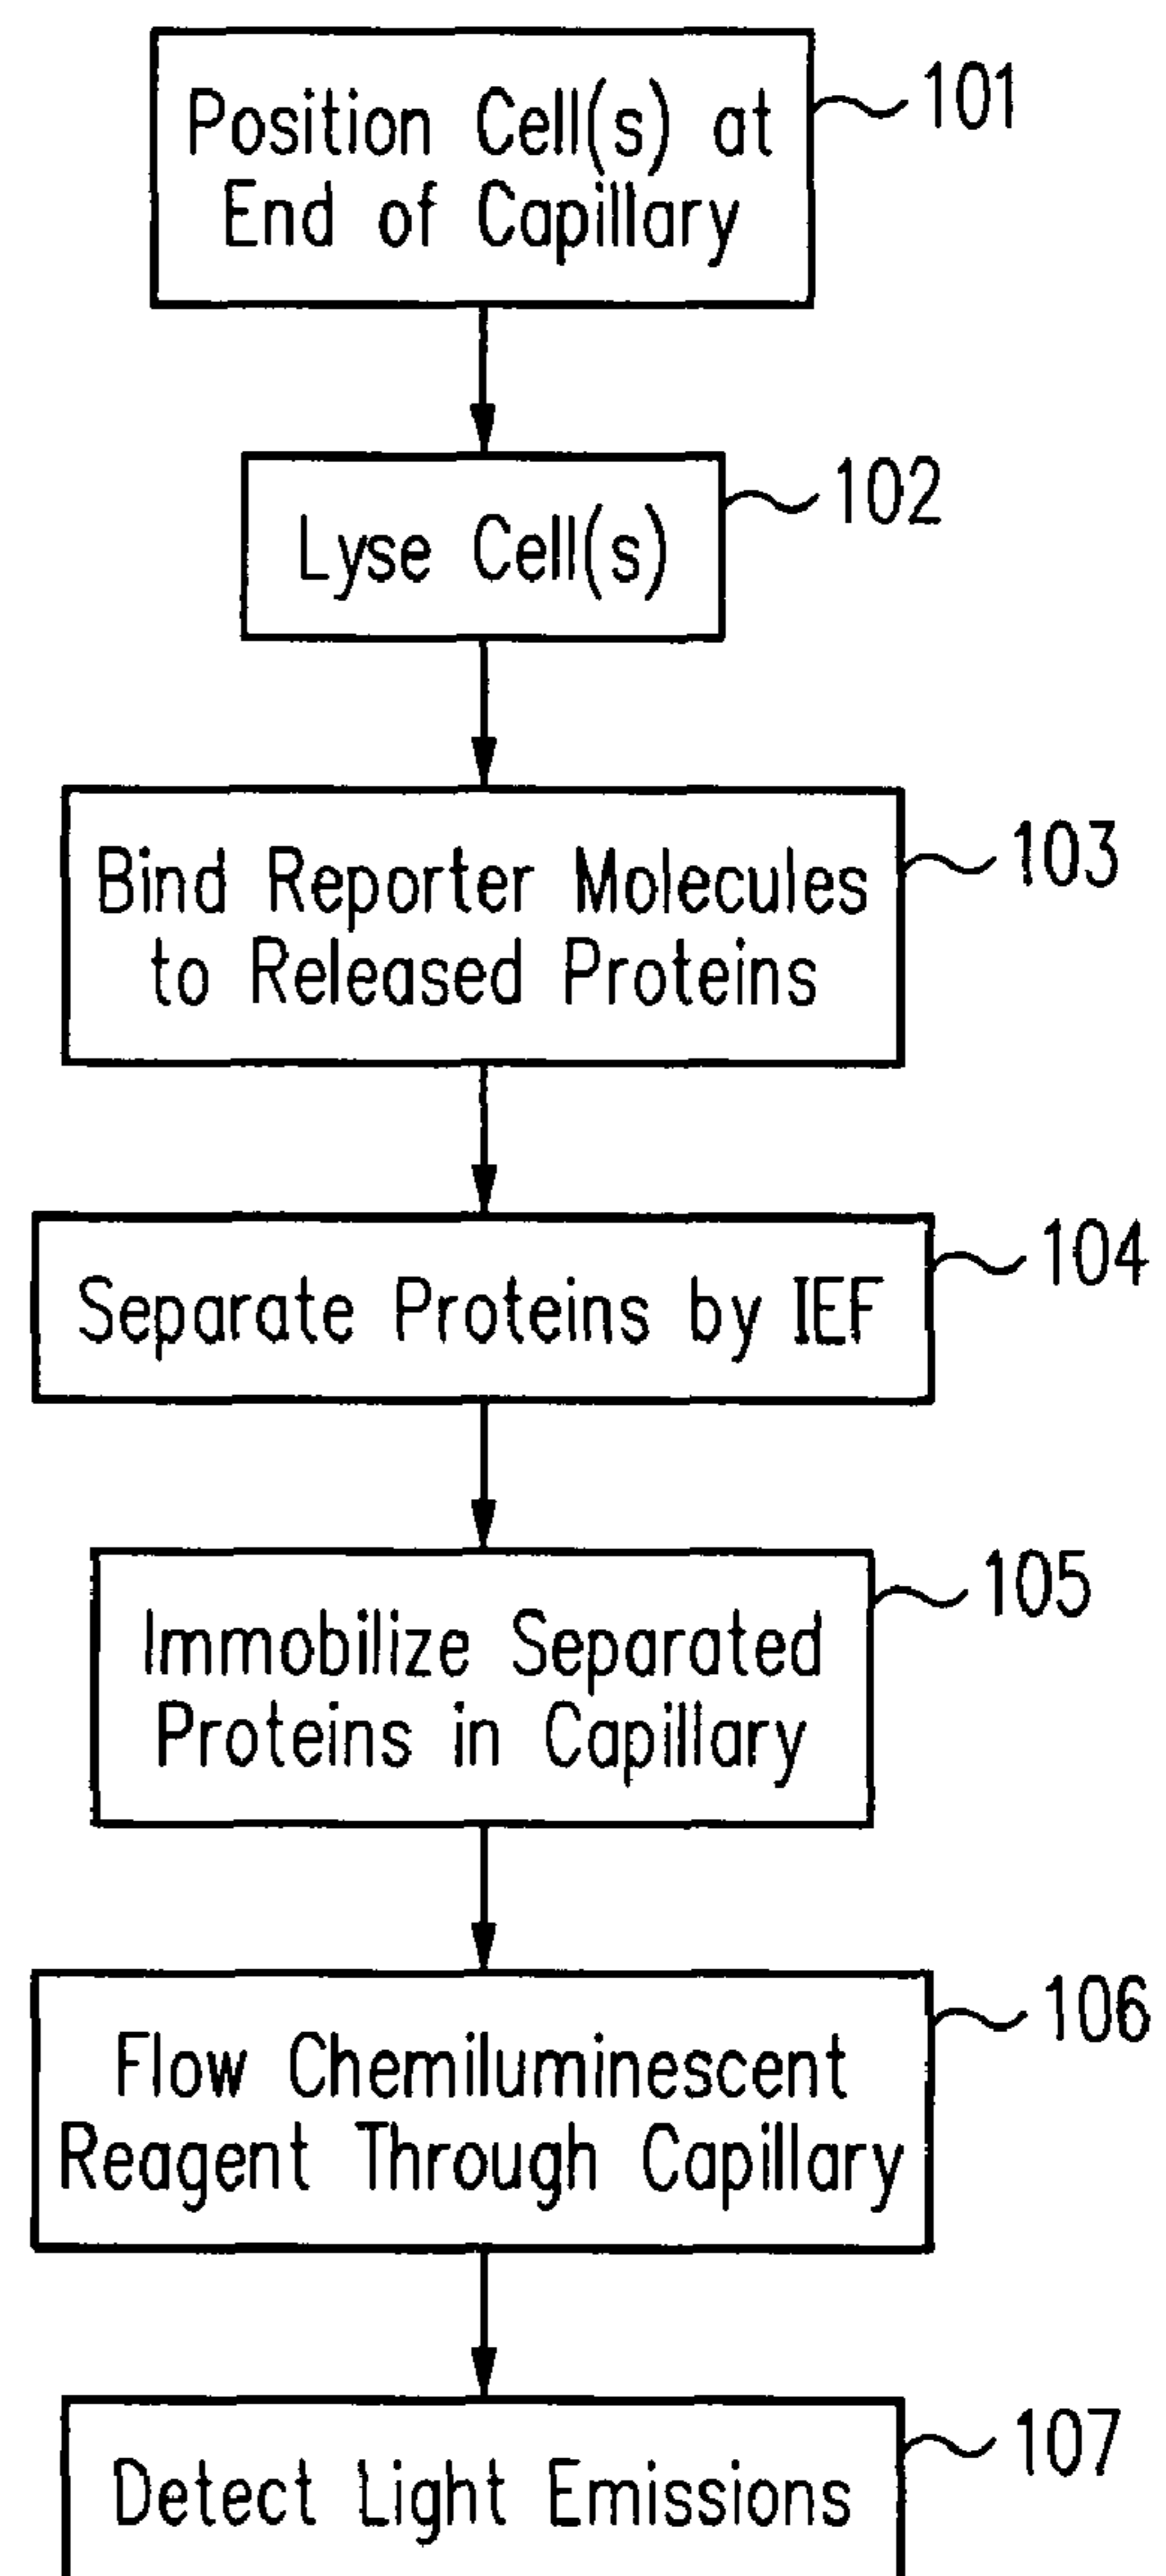 Position Cell(s) at
End of Capillary
101
Lyse Cell(s)
102
Bind Reporter Molecules
to Released Proteins
103
Separate Proteins by IEF
104
Immobilize Separated
Proteins in Capillary
105
Flow Chemiluminescent
Reagent Through Capillary
106
Detect Light Emissions
107